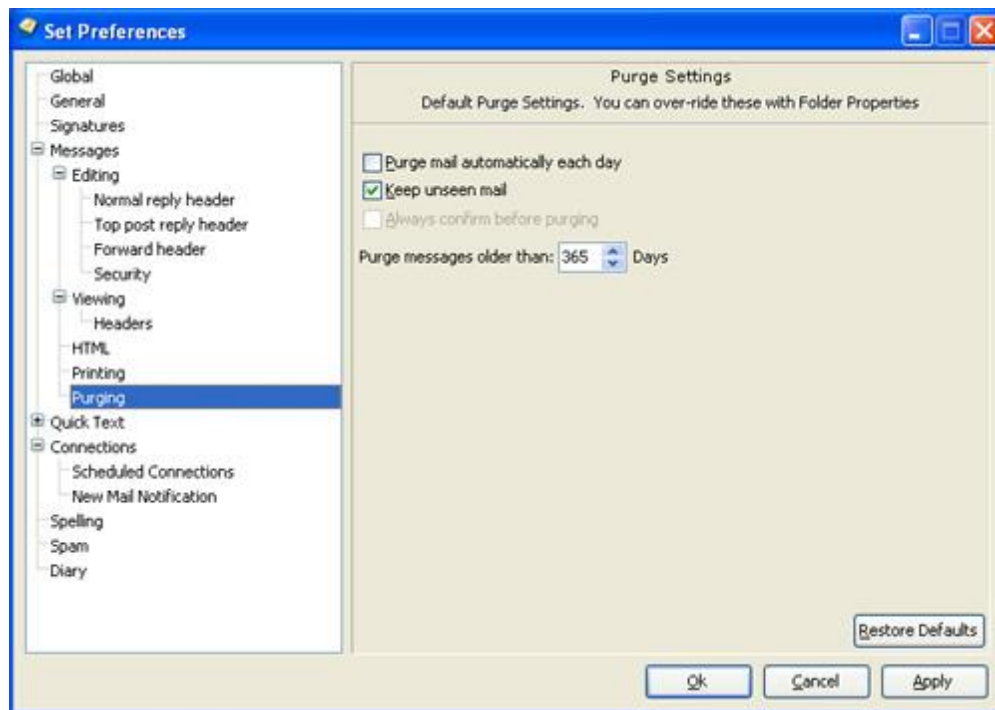 Set Preferences
Global
General
Signatures
Messages
Editing
Normal reply header
Top post reply header
Forward header
Security
Viewing
Headers
HTML
Printing
Purging
Quick Text
Connections
Scheduled Connections
New Mail Notification
Spelling
Spam
Diary
Purge Settings
Default Purge Settings. You can over-ride these with Folder Properties
Purge mail automatically each day
Keep unseen mail
Always confirm before purging
Purge messages older than: 365 Days
Restore Defaults
Ok Cancel Apply